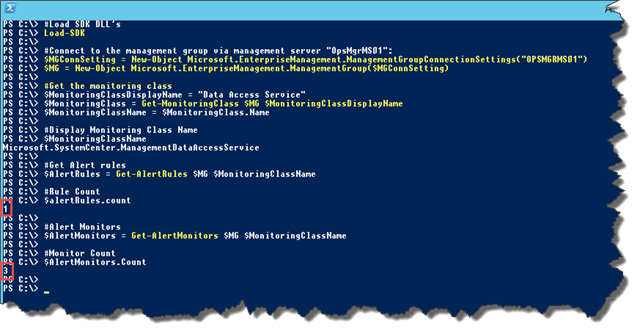 PS C:\> #Load SDK DLL's
PS C:\> Load-SDK
PS C:\>
PS C:\> #Connect to the management group via management server "OpsMgrMS01":
PS C:\> $MGConnSetting = New-Object Microsoft.EnterpriseManagement.ManagementGroupConnectionSettings("OPSMGRMS01")
PS C:\> $MG = New-Object Microsoft.EnterpriseManagement.ManagementGroup($MGConnSetting)
PS C:\>
PS C:\> #Get the monitoring class
PS C:\> $MonitoringClassDisplayName = "Data Access Service"
PS C:\> $MonitoringClass = Get-MonitoringClass $MG $MonitoringClassDisplayName
PS C:\> $MonitoringClassName = $MonitoringClass.Name
PS C:\>
PS C:\> #Display Monitoring Class Name
PS C:\> $MonitoringClassName
Microsoft.SystemCenter.ManagementDataAccessService
PS C:\>
PS C:\> #Get Alert rules
PS C:\> $AlertRules = Get-AlertRules $MG $MonitoringClassName
PS C:\>
PS C:\> #Rule Count
PS C:\> $alertRules.count
1
PS C:\>
PS C:\> #Alert Monitors
PS C:\> $AlertMonitors = Get-AlertMonitors $MG $MonitoringClassName
PS C:\>
PS C:\> #Monitor Count
PS C:\> $AlertMonitors.Count
3
PS C:\>
PS C:\> _